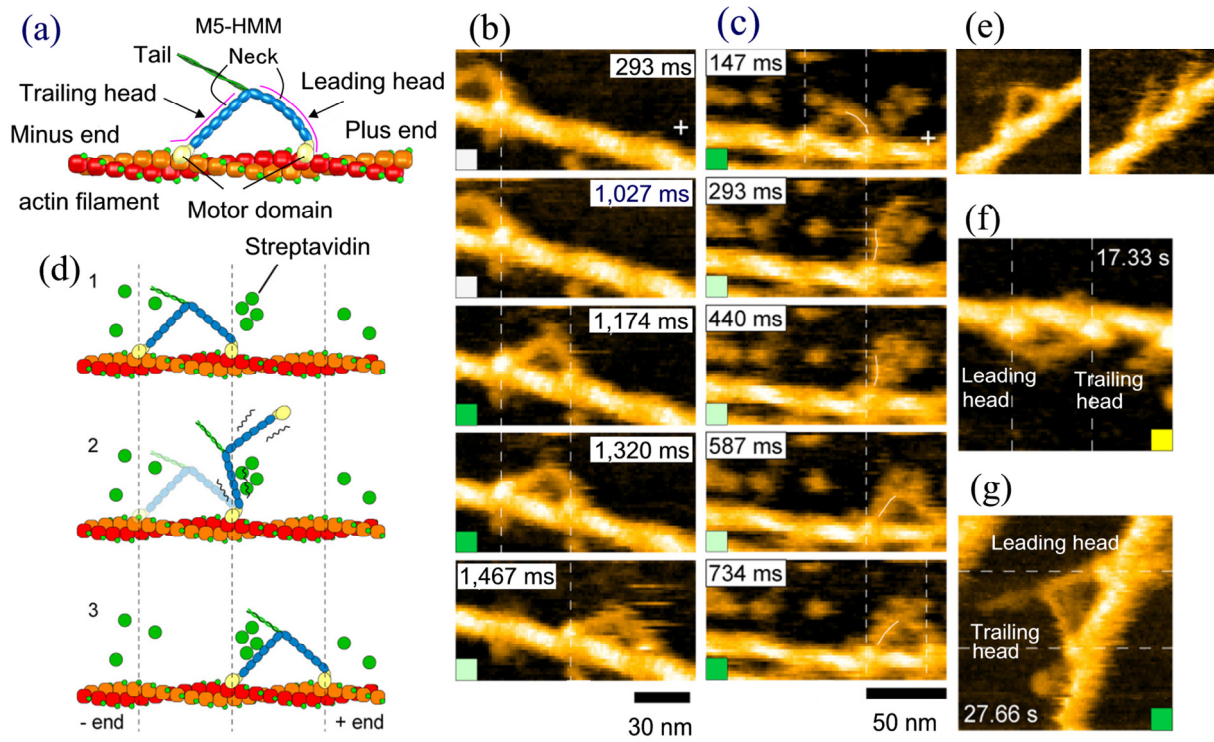 (a)
M5-HMM
Tail
Neck
Trailing head
Leading head
Minus end
Plus end
actin filament
Motor domain
(b)
293 ms
+
1,027 ms
1,174 ms
1,320 ms
1,467 ms
30 nm
(c)
147 ms
+
293 ms
440 ms
587 ms
734 ms
50 nm
(d)
Streptavidin
1
2
3
- end
+ end
(e)
(f)
17.33 s
Leading
head
Trailing
head
(g)
Leading head
Trailing
head
27.66 s